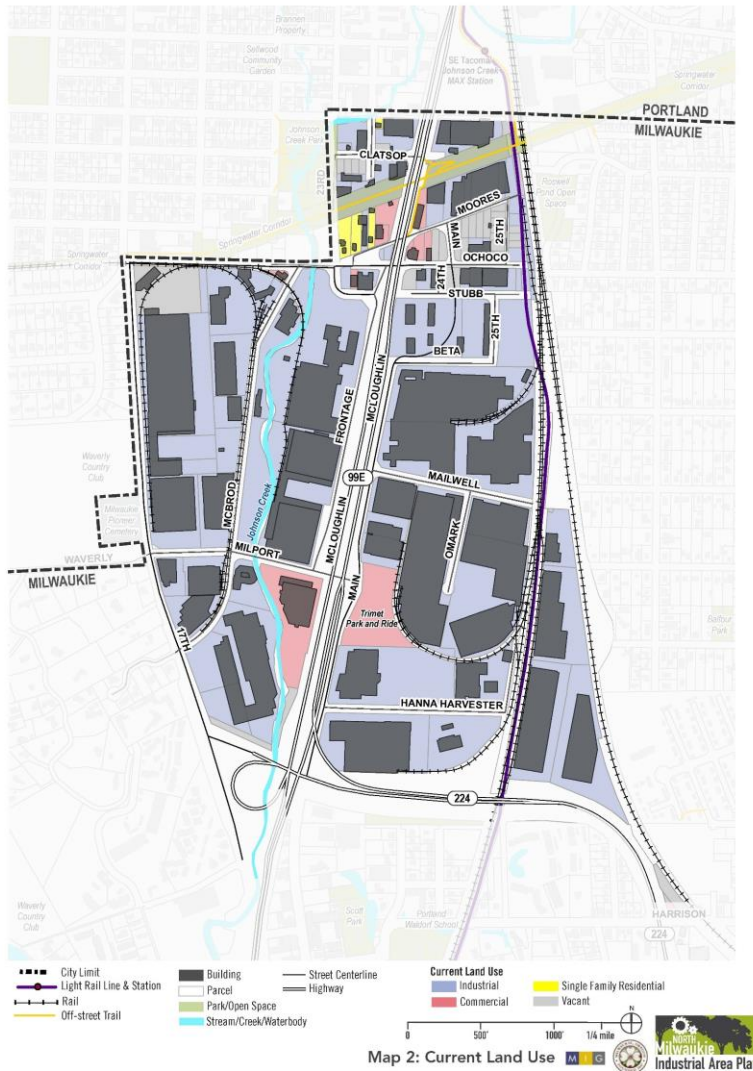 Brannen
Property
Sellwood
Community
Garden
SE Tacoma
Johnson Creek
MAX Station
Springwater
Corridor
PORTLAND
MILWAUKIE
Johnson
Creek Park
23RD
CLATSOP
Roswell
Pond Open
Space
MOORES
MAIN
25TH
Springwater Corridor
Springwater
Corridor
OCHOCO
24TH
STUBB
25TH
BETA
FRONTAGE
MCLOUGHLIN
Waverly
Country
Club
99E
MAILWELL
Milwaukie
Pioneer
Cemetery
MCBROD
Johnson Creek
MCLOUGHLIN
OMARK
WAVERLY
MILPORT
MILWAUKIE
MAIN
Trimet
Park and Ride
Balfour
Park
17TH
HANNA HARVESTER
224
Waverly
Country
Club
Scott
Park
Portland
Waldorf School
HARRISON
224
City Limit
Light Rail Line & Station
Rail
Off-street Trail
Building
Parcel
Park/Open Space
Stream/Creek/Waterbody
Street Centerline
Highway
Current Land Use
Industrial
Commercial
Single Family Residential
Vacant
0 500' 1000' 1/4 mile
N
Map 2: Current Land Use
M I G
NORTH
Milwaukie
Industrial Area Pla